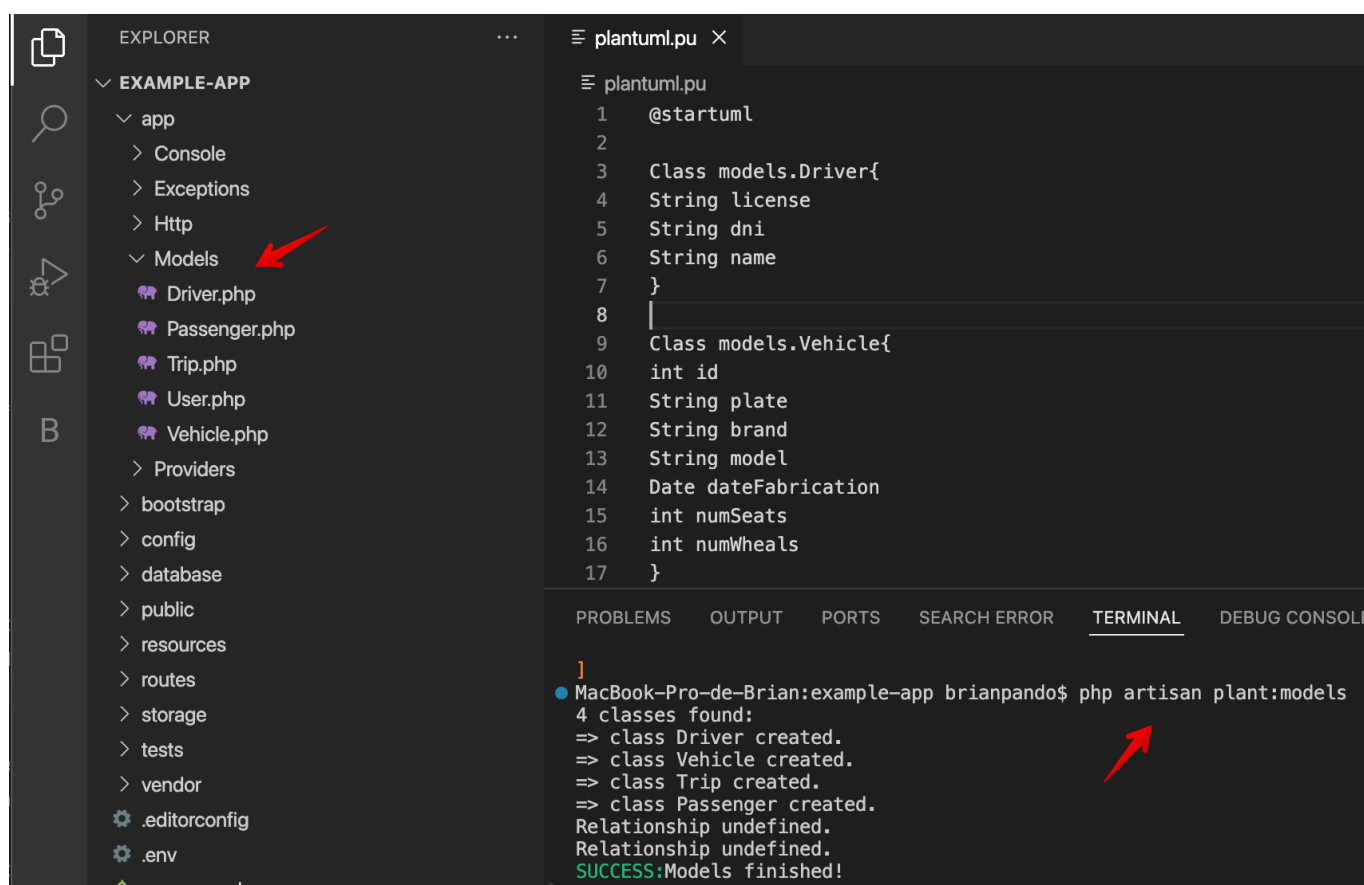 EXPLORER
EXAMPLE-APP
app
Console
Exceptions
Http
Models
Driver.php
Passenger.php
Trip.php
User.php
Vehicle.php
Providers
bootstrap
config
database
public
resources
routes
storage
tests
vendor
.editorconfig
.env
B
plantuml.pu
plantuml.pu
1 @startuml
2
3 Class models.Driver{
4 String license
5 String dni
6 String name
7 }
8
9 Class models.Vehicle{
10 int id
11 String plate
12 String brand
13 String model
14 Date dateFabrication
15 int numSeats
16 int numWheals
17 }
PROBLEMS OUTPUT PORTS SEARCH ERROR TERMINAL DEBUG CONSOLE
]
MacBook-Pro-de-Brian:example-app brianpando$ php artisan plant:models
4 classes found:
=> class Driver created.
=> class Vehicle created.
=> class Trip created.
=> class Passenger created.
Relationship undefined.
Relationship undefined.
SUCCESS:Models finished!